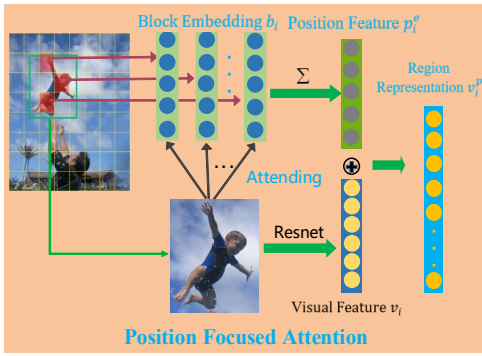 Block Embedding b_i
Position Feature p_i^e
Σ
Region
Representation v_i^p
...
Attending
Resnet
Visual Feature v_i
Position Focused Attention